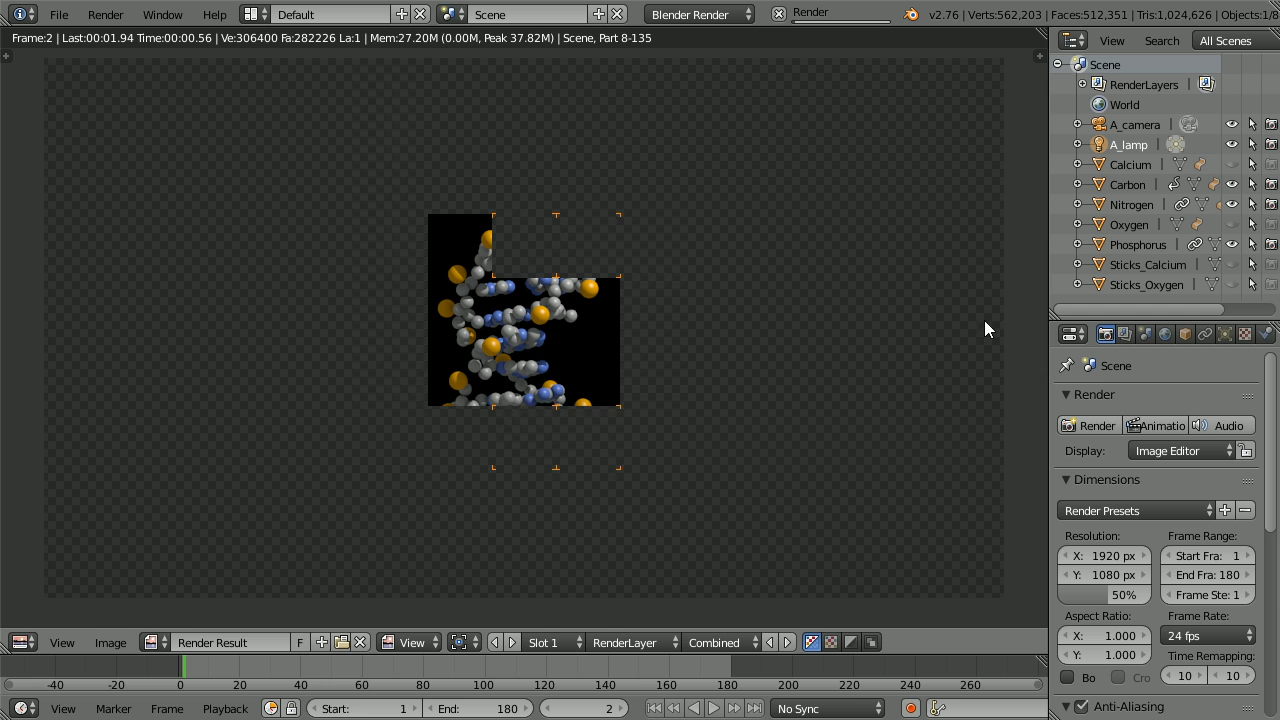 File Render Window Help Default Scene Blender Render Render v2.76 | Verts:562,203 | Faces:512,351 | Tris:1,024,626 | Objects:1/8
Frame:2 | Last:00:01.94 Time:00:00.56 | Ve:306400 Fa:282226 La:1 | Mem:27.20M (0.00M, Peak 37.82M) | Scene, Part 8-135
View Search All Scenes
Scene
RenderLayers |
World
A_camera |
A_lamp |
Calcium |
Carbon |
Nitrogen |
Oxygen |
Phosphorus |
Sticks_Calcium
Sticks_Oxygen
Scene
Render
Render Animatio Audio
Display: Image Editor
Dimensions
Render Presets
Resolution: Frame Range:
X: 1920 px Start Fra: 1
Y: 1080 px End Fra: 180
50% Frame Ste: 1
Aspect Ratio: Frame Rate:
X: 1.000 24 fps
Y: 1.000 Time Remapping:
Bo Cro 10 10
Anti-Aliasing
View Image Render Result F View Slot 1 RenderLayer Combined
-40 -20 0 20 40 60 80 100 120 140 160 180 200 220 240 260
View Marker Frame Playback Start: 1 End: 180 2 No Sync